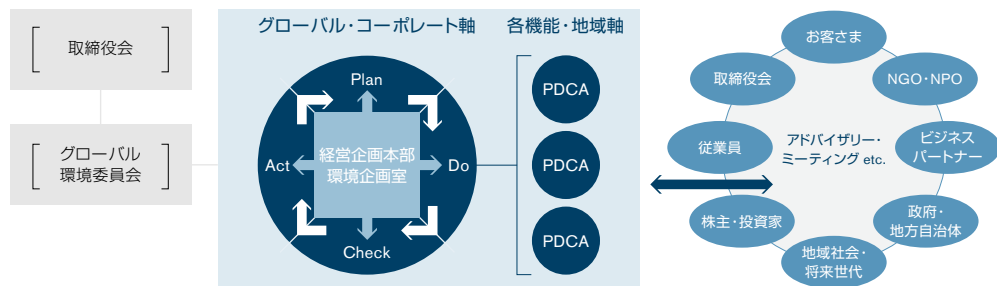 取締役会
グローバル
環境委員会
グローバル・コーポレート軸
Plan
Act
経営企画本部
環境企画室
Do
Check
各機能・地域軸
PDCA
PDCA
PDCA
お客さま
取締役会
NGO・NPO
従業員
アドバイザリー・
ミーティング etc.
ビジネス
パートナー
株主・投資家
政府・
地方自治体
地域社会・
将来世代